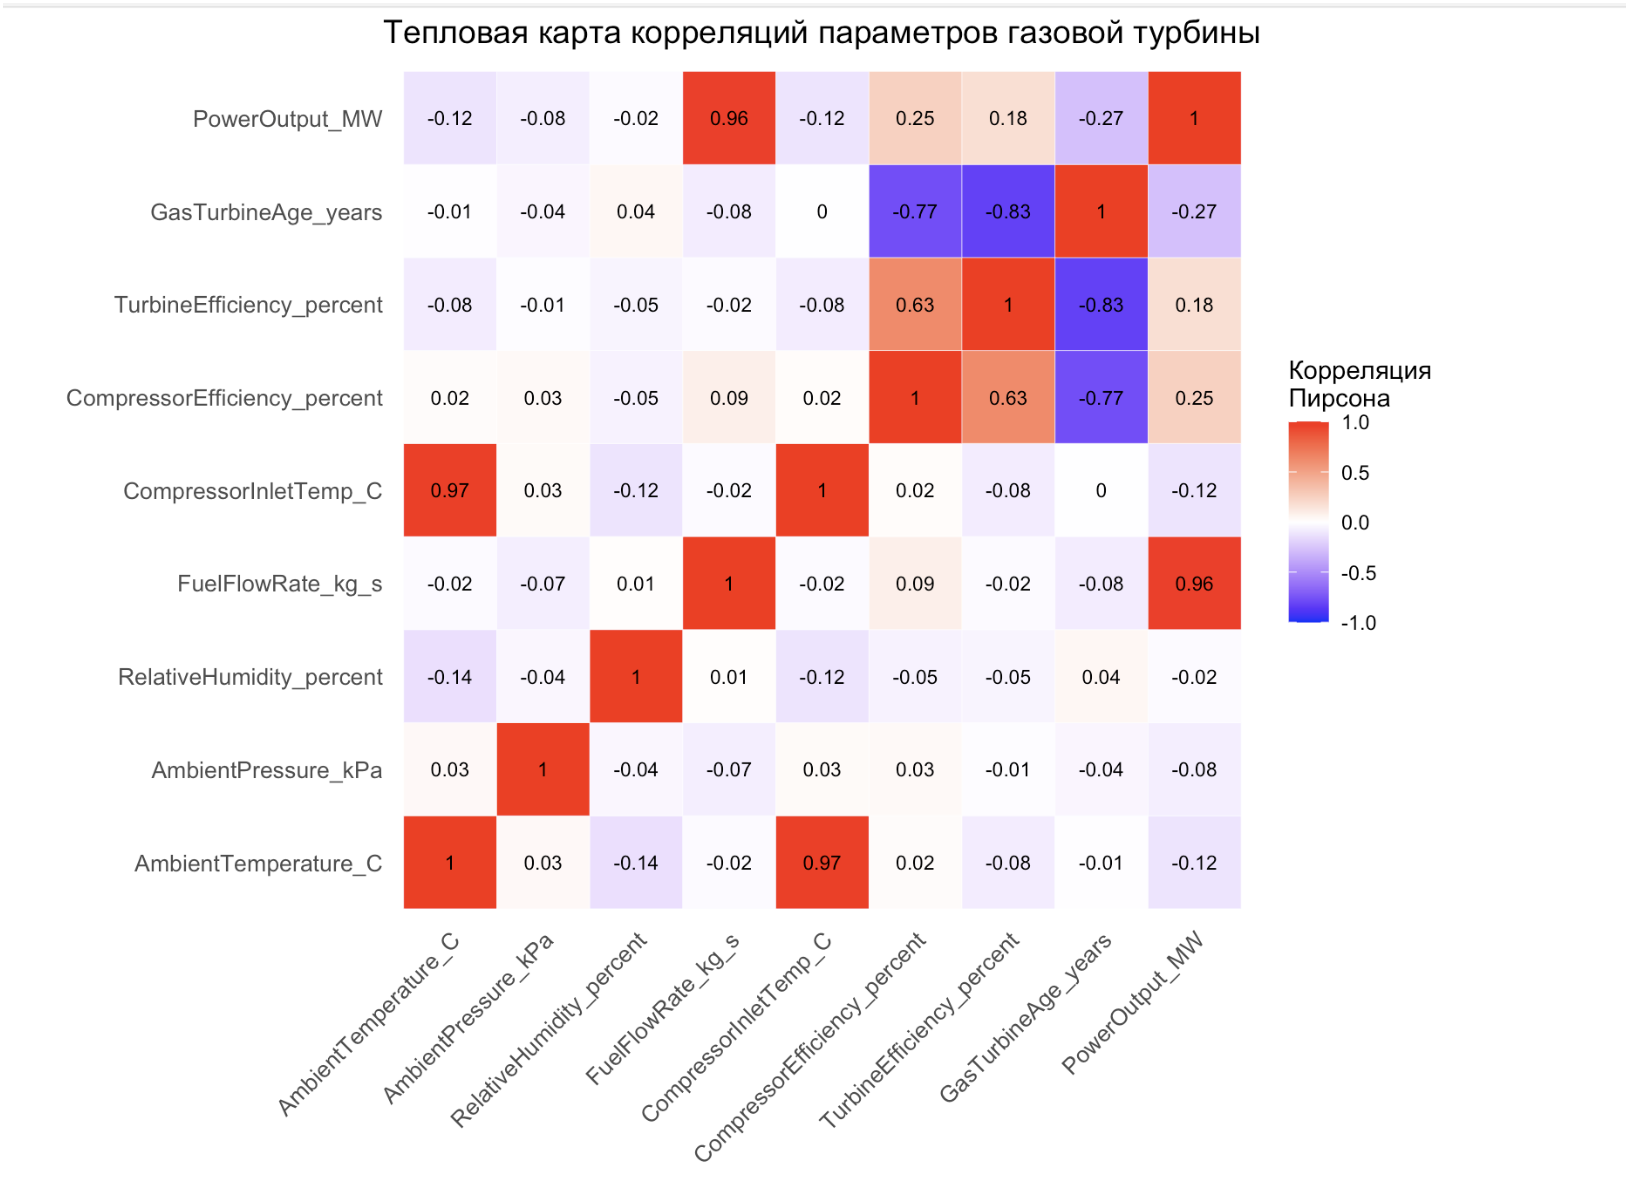 Тепловая карта корреляций параметров газовой турбины
PowerOutput_MW -0.12 -0.08 -0.02 0.96 -0.12 0.25 0.18 -0.27 1
GasTurbineAge_years -0.01 -0.04 0.04 -0.08 0 -0.77 -0.83 1 -0.27
TurbineEfficiency_percent -0.08 -0.01 -0.05 -0.02 -0.08 0.63 1 -0.83 0.18
CompressorEfficiency_percent 0.02 0.03 -0.05 0.09 0.02 1 0.63 -0.77 0.25
CompressorInletTemp_C 0.97 0.03 -0.12 -0.02 1 0.02 -0.08 0 -0.12
FuelFlowRate_kg_s -0.02 -0.07 0.01 1 -0.02 0.09 -0.02 -0.08 0.96
RelativeHumidity_percent -0.14 -0.04 1 0.01 -0.12 -0.05 -0.05 0.04 -0.02
AmbientPressure_kPa 0.03 1 -0.04 -0.07 0.03 0.03 -0.01 -0.04 -0.08
AmbientTemperature_C 1 0.03 -0.14 -0.02 0.97 0.02 -0.08 -0.01 -0.12
AmbientTemperature_C
AmbientPressure_kPa
RelativeHumidity_percent
FuelFlowRate_kg_s
CompressorInletTemp_C
CompressorEfficiency_percent
TurbineEfficiency_percent
GasTurbineAge_years
PowerOutput_MW
Корреляция
Пирсона
1.0
0.5
0.0
-0.5
-1.0